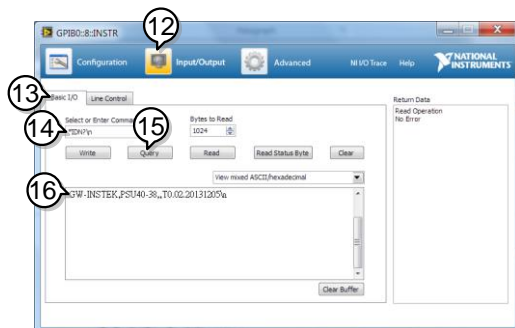 GPIB0::8::INSTR
12
Configuration
Input/Output
Advanced
NI I/O Trace
Help
NATIONAL INSTRUMENTS
13
Basic I/O
Line Control
Return Data
Read Operation
No Error
14
15
Select or Enter
Bytes to Read
*IDN?\n
1024
Write
Query
Read
Read Status Byte
Clear
View mixed ASCII/hexadecimal
16
GW-INSTEK,PSU40-38,,T0.02.20131205\n
Clear Buffer